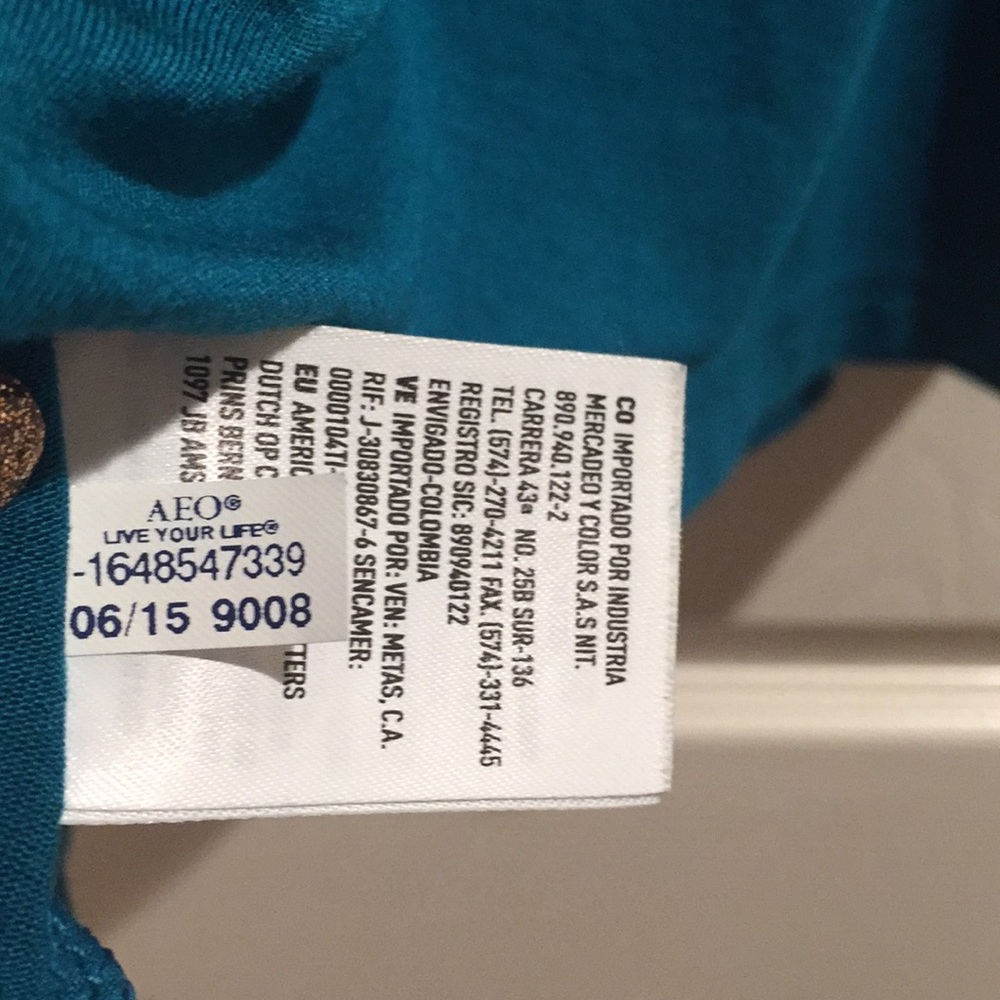 CO IMPORTADO POR INDUSTRIA
MERCADEO Y COLOR S.A.S NIT.
890.940.122-2
CARRERA 43a NO. 25B SUR-136
TEL. (574)-270-4211 FAX. (574)-331-4445
REGISTRO SIC: 890940122
ENVIGADO-COLOMBIA
VE IMPORTADO POR: VEN: METAS, C.A.
RIF: J-30830867-6 SENCAMER:
0000104TI-
EU AMERIC TERS
DUTCH OP C
PRINS BERN
1097 JB AMS
AEO®
LIVE YOUR LIFE®
-1648547339
06/15 9008